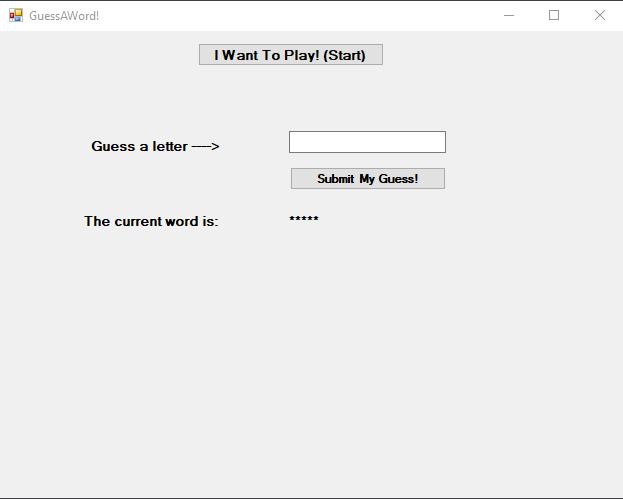 GuessAWord!
I Want To Play! (Start)
Guess a letter ---->
Submit My Guess!
The current word is: *****